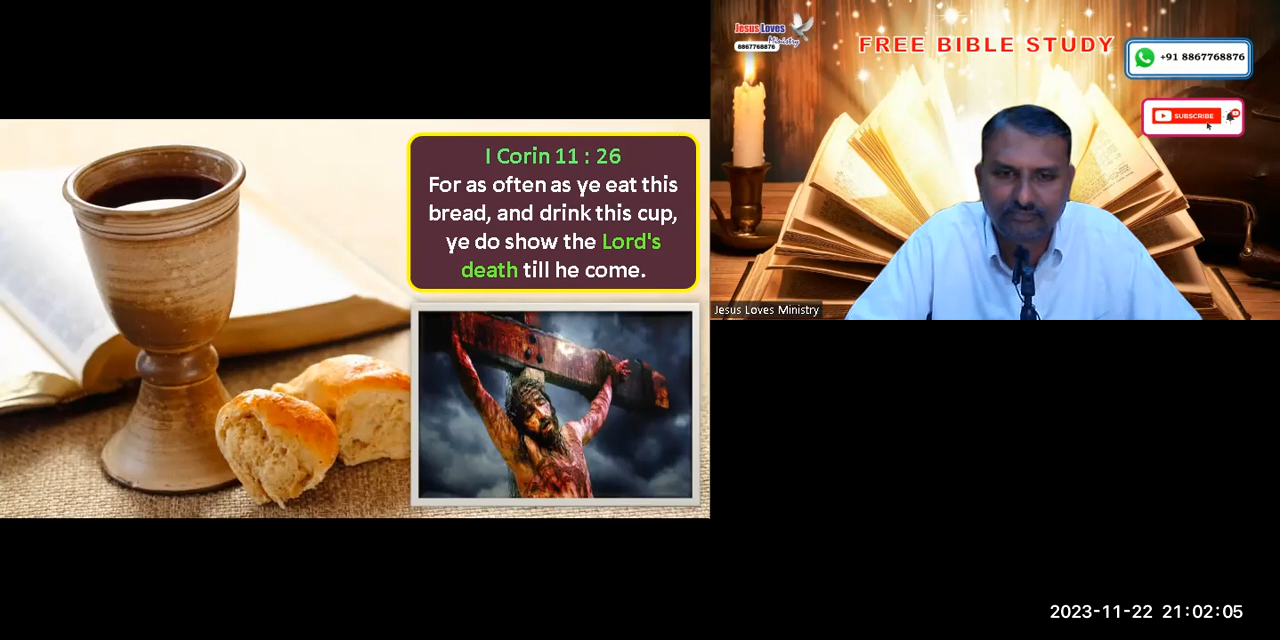 I Corin 11 : 26
For as often as ye eat this
bread, and drink this cup,
ye do show the Lord's
death till he come.
Jesus Loves
Ministry
8867768876
FREE BIBLE STUDY
+91 8867768876
SUBSCRIBE
Jesus Loves Ministry
2023-11-22 21:02:05